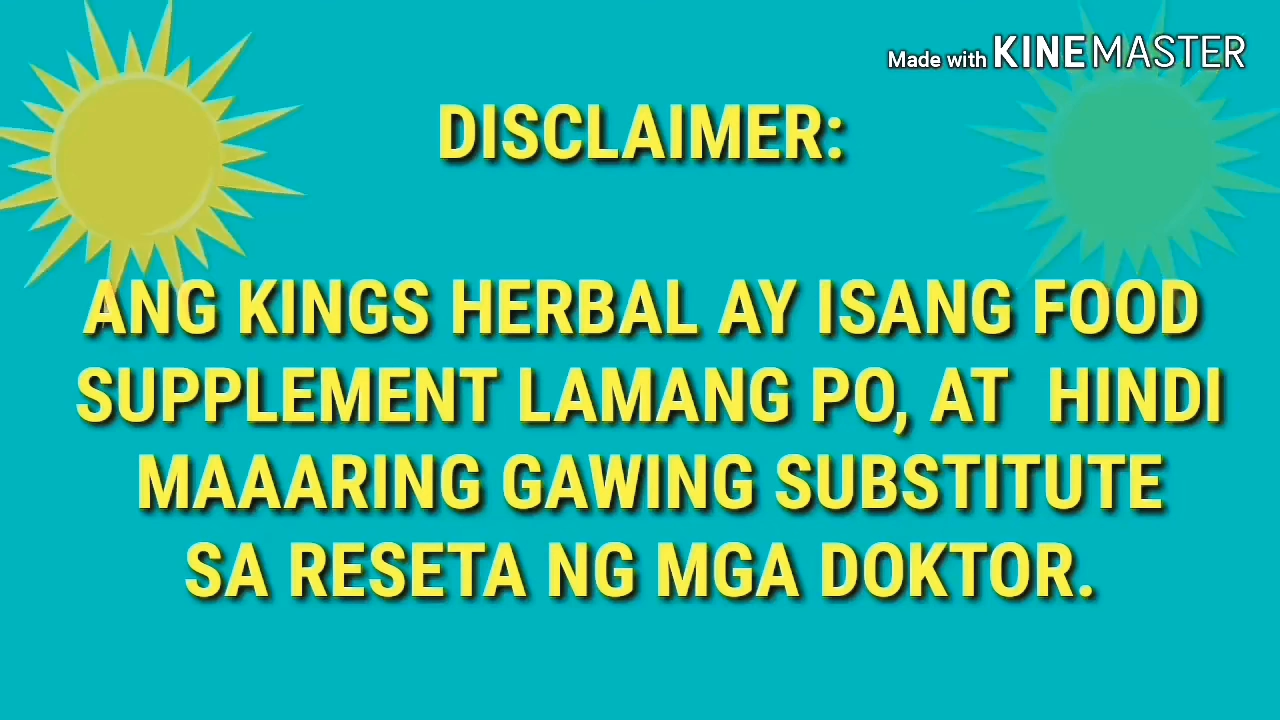 Made with KINEMASTER
DISCLAIMER:
ANG KINGS HERBAL AY ISANG FOOD
SUPPLEMENT LAMANG PO, AT HINDI
MAAARING GAWING SUBSTITUTE
SA RESETA NG MGA DOKTOR.